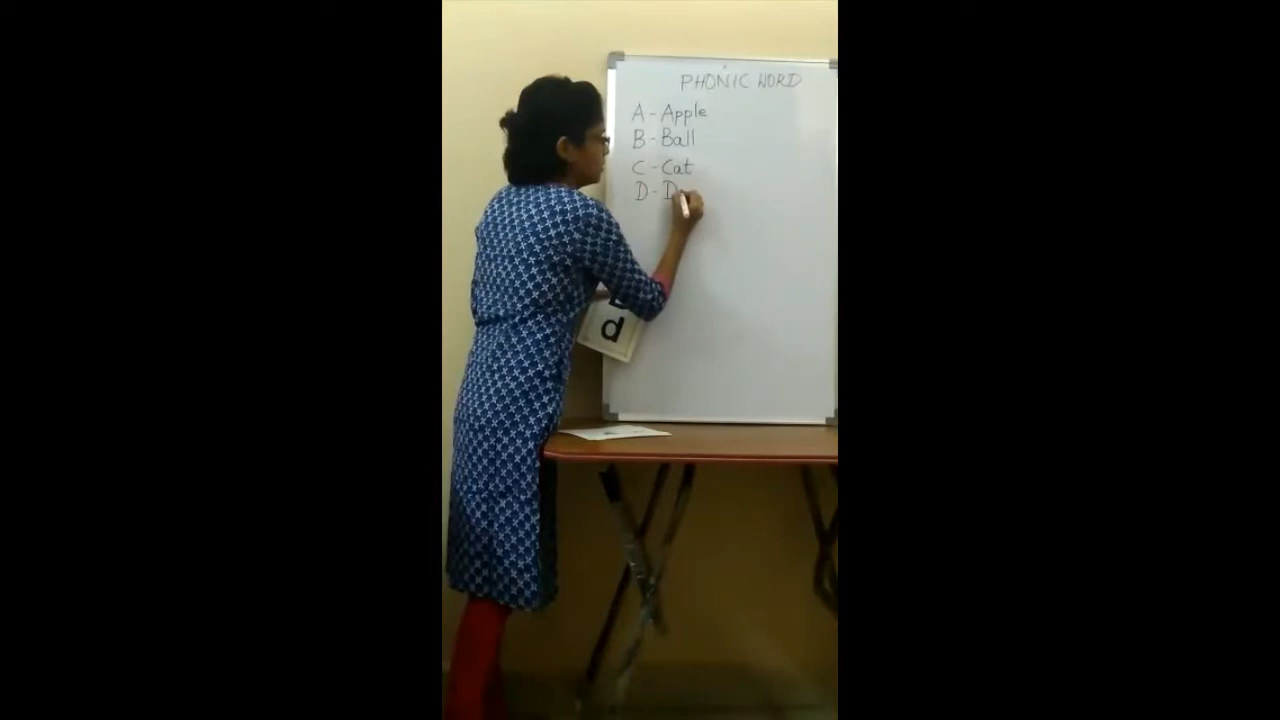 PHONIC WORD
A - Apple
B - Ball
C - Cat
D - D
d